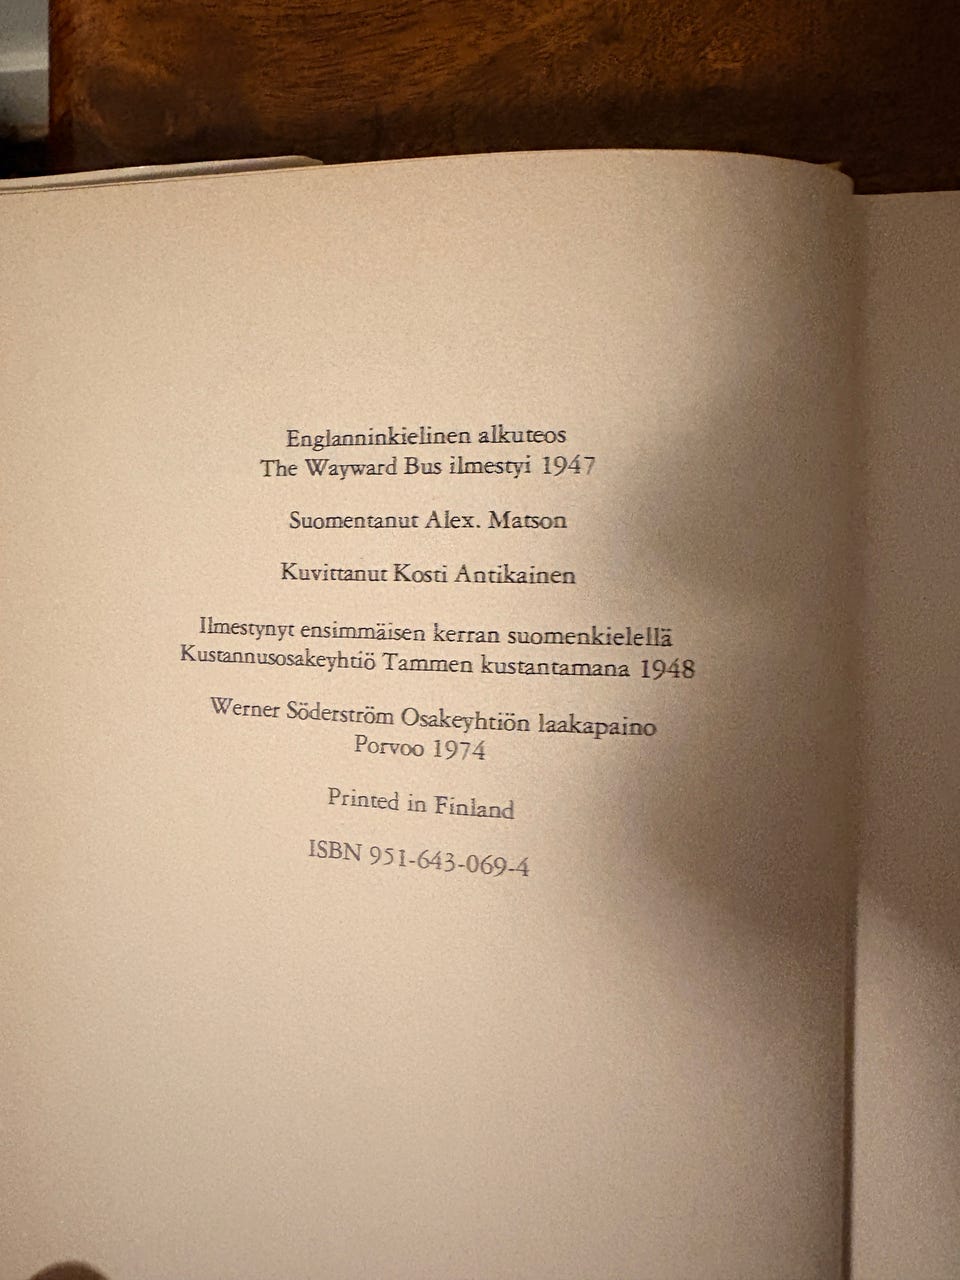 Englanninkielinen alkuteos
The Wayward Bus ilmestyi 1947
Suomentanut Alex. Matson
Kuvittanut Kosti Antikainen
Ilmestynyt ensimmäisen kerran suomenkielellä
Kustannusosakeyhtiö Tammen kustantamana 1948
Werner Söderström Osakeyhtiön laakapaino
Porvoo 1974
Printed in Finland
ISBN 951-643-069-4